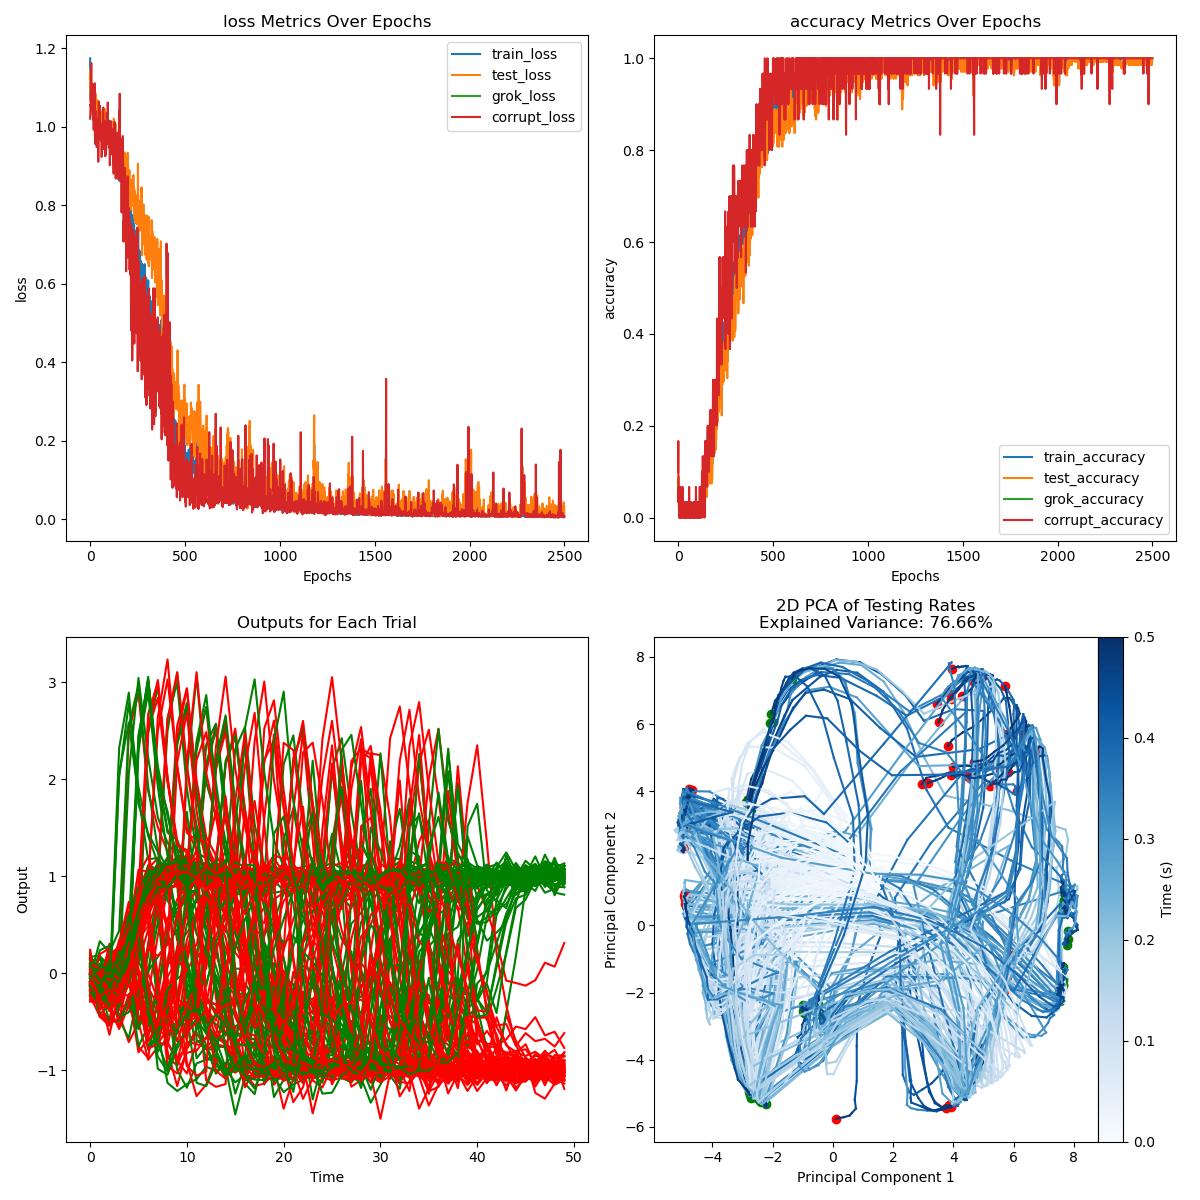 loss Metrics Over Epochs
1.2
1.0
0.8
0.6
0.4
0.2
0.0
loss
0
500
1000
1500
2000
2500
Epochs
train_loss
test_loss
grok_loss
corrupt_loss
accuracy Metrics Over Epochs
1.0
0.8
0.6
0.4
0.2
0.0
accuracy
0
500
1000
1500
2000
2500
Epochs
train_accuracy
test_accuracy
grok_accuracy
corrupt_accuracy
Outputs for Each Trial
3
2
1
0
−1
Output
0
10
20
30
40
50
Time
2D PCA of Testing Rates
Explained Variance: 76.66%
8
6
4
2
0
−2
−4
−6
Principal Component 2
−4
−2
0
2
4
6
8
Principal Component 1
0.5
0.4
0.3
0.2
0.1
0.0
Time (s)